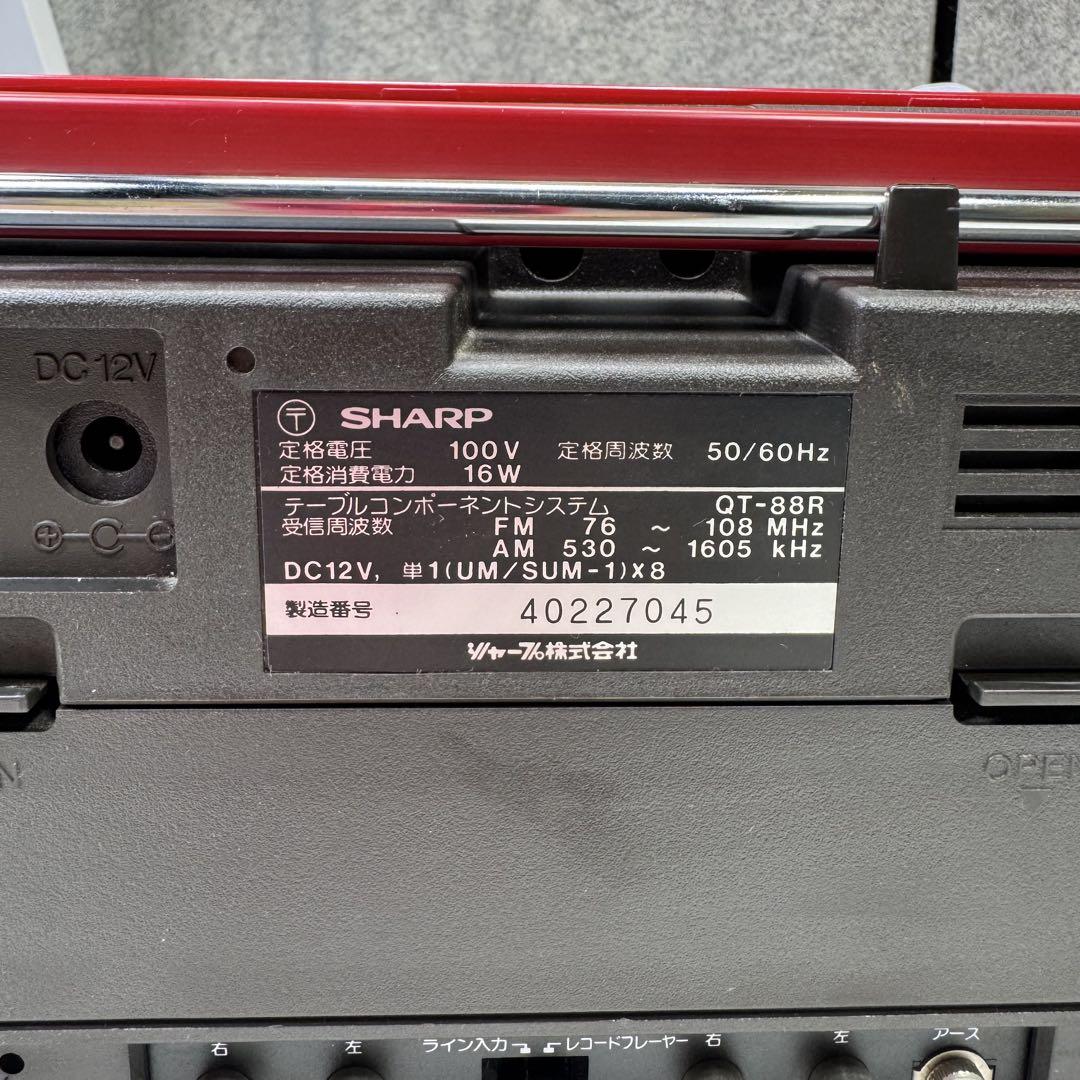 DC 12V
〒 SHARP
定格電圧 100V 定格周波数 50/60Hz
定格消費電力 16W
テーブルコンポーネントシステム QT-88R
受信周波数 FM 76 ~ 108 MHz
AM 530 ~ 1605 kHz
DC12V, 単1(UM/SUM-1)×8
製造番号 40227045
シャープ株式会社
OPEN
右 左 ライン入力 レコードプレーヤー 右 左 アース